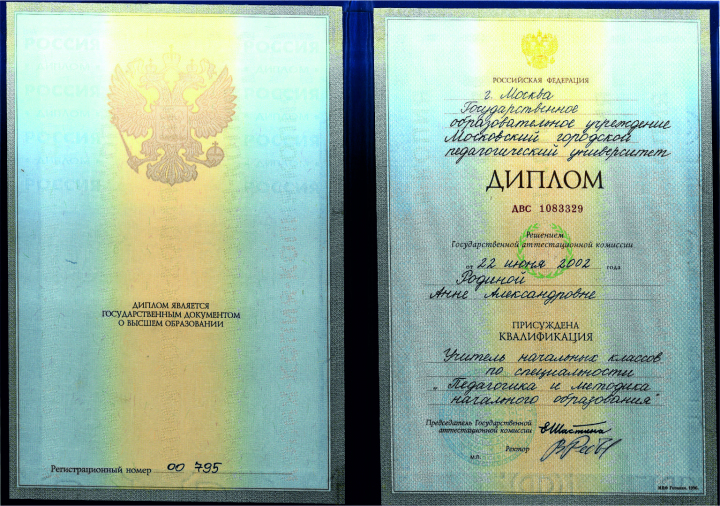 ДИПЛОМ ЯВЛЯЕТСЯ
ГОСУДАРСТВЕННЫМ ДОКУМЕНТОМ
О ВЫСШЕМ ОБРАЗОВАНИИ
Регистрационный номер 00 795
РОССИЙСКАЯ ФЕДЕРАЦИЯ
г. Москва
Государственное
образовательное учреждение
Московский городской
педагогический университет
ДИПЛОМ
ДВС 1083329
Решением
Государственной аттестационной комиссии
от 22 июня 2002 года
Родиной
Анне Александровне
ПРИСУЖДЕНА
КВАЛИФИКАЦИЯ
Учитель начальных классов
по специальности
„Педагогика и методика
начального образования"
Председатель Государственной
аттестационной комиссии
Ректор
М.П.